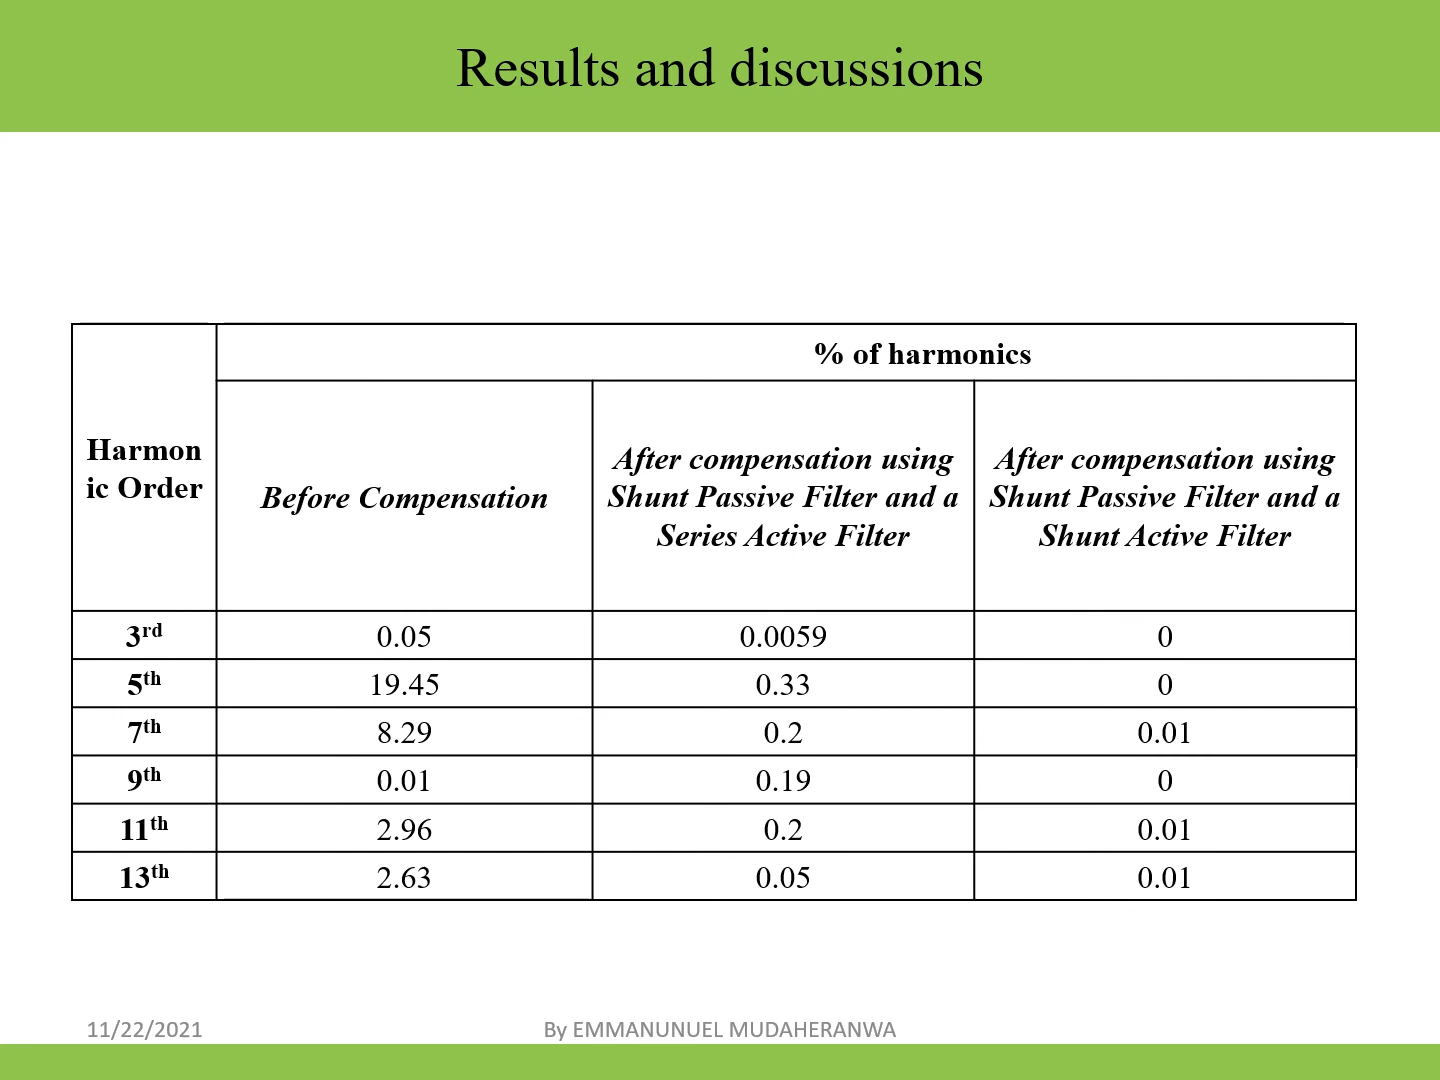 Results and discussions
% of harmonics
Harmon
ic Order
Before Compensation
After compensation using
Shunt Passive Filter and a
Series Active Filter
After compensation using
Shunt Passive Filter and a
Shunt Active Filter
3rd 0.05 0.0059 0
5th 19.45 0.33 0
7th 8.29 0.2 0.01
9th 0.01 0.19 0
11th 2.96 0.2 0.01
13th 2.63 0.05 0.01
11/22/2021 By EMMANUNUEL MUDAHERANWA